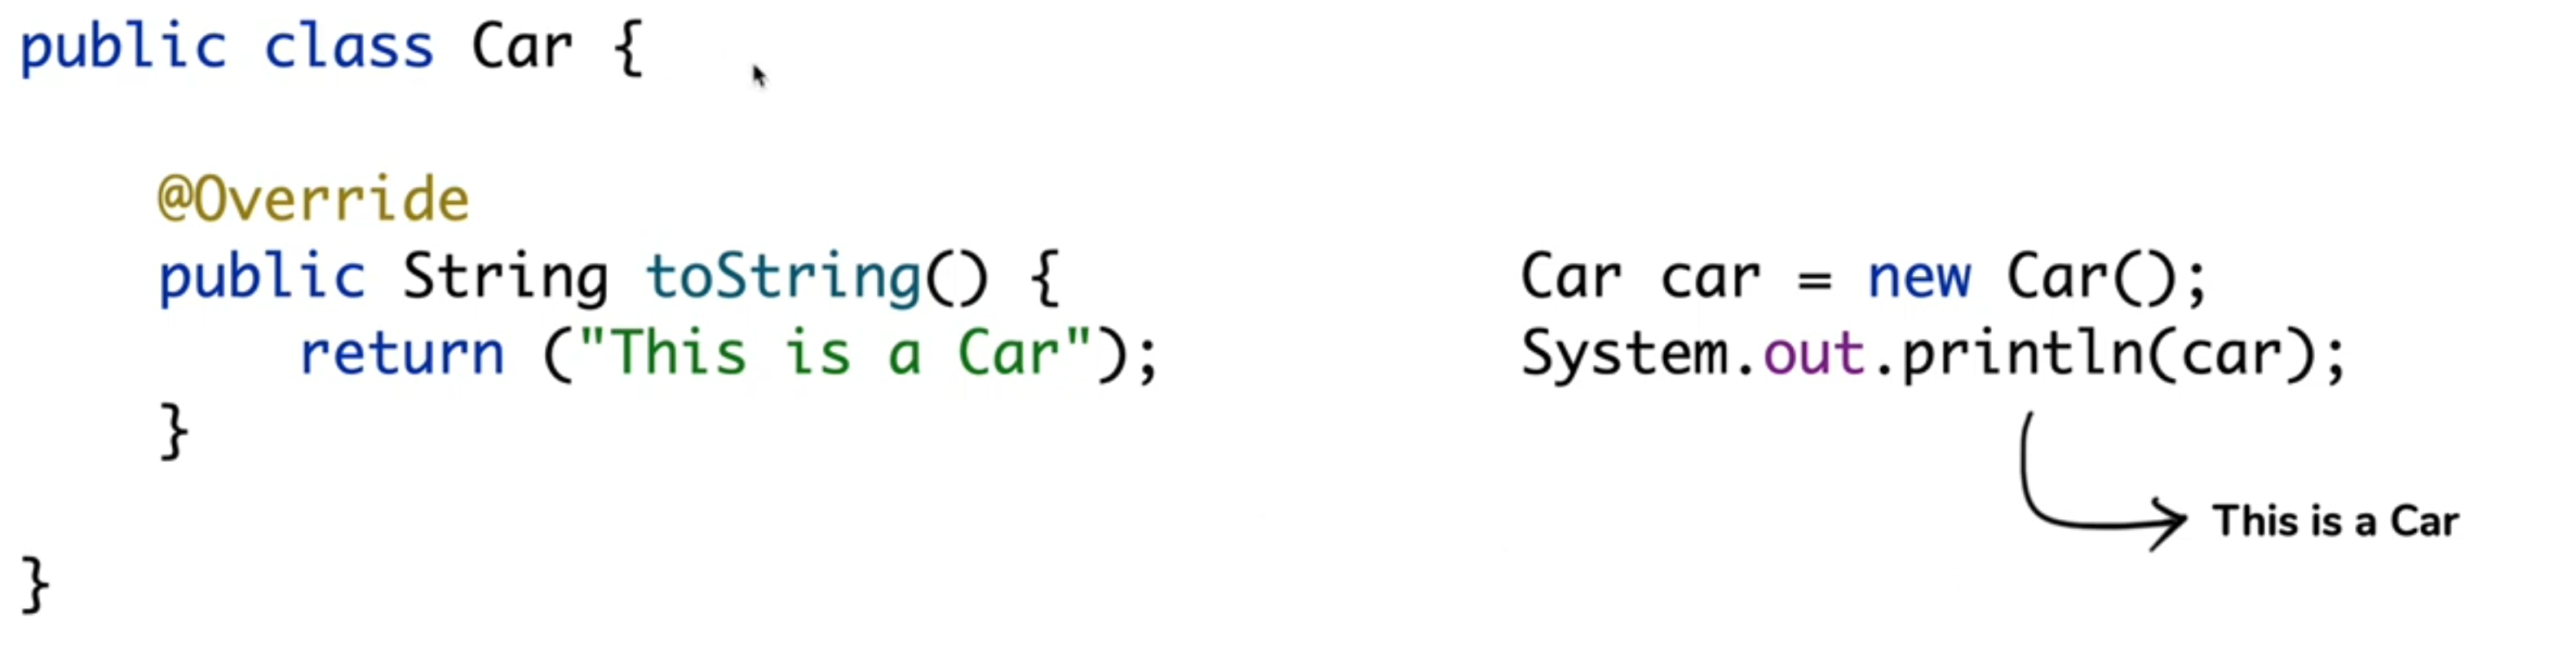 public class Car {
@Override
public String toString() {
return ("This is a Car");
}
}
Car car = new Car();
System.out.println(car);
This is a Car